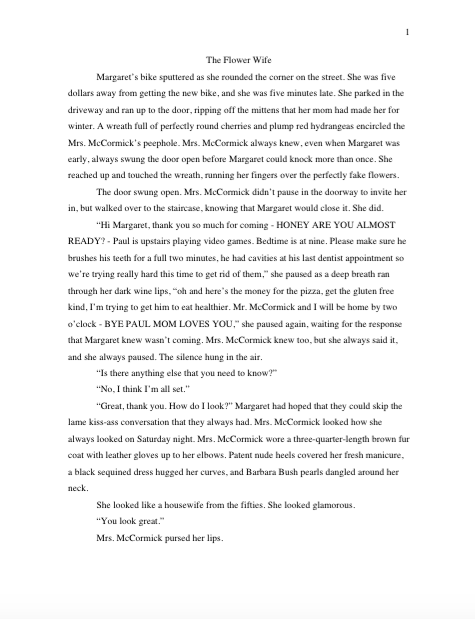 1
The Flower Wife
Margaret's bike sputtered as she rounded the corner on the street. She was five
dollars away from getting the new bike, and she was five minutes late. She parked in the
driveway and ran up to the door, ripping off the mittens that her mom had made her for
winter. A wreath full of perfectly round cherries and plump red hydrangeas encircled the
Mrs. McCormick's peephole. Mrs. McCormick always knew, even when Margaret was
early, always swung the door open before Margaret could knock more than once. She
reached up and touched the wreath, running her fingers over the perfectly fake flowers.
The door swung open. Mrs. McCormick didn't pause in the doorway to invite her
in, but walked over to the staircase, knowing that Margaret would close it. She did.
"Hi Margaret, thank you so much for coming - HONEY ARE YOU ALMOST
READY? - Paul is upstairs playing video games. Bedtime is at nine. Please make sure he
brushes his teeth for a full two minutes, he had cavities at his last dentist appointment so
we're trying really hard this time to get rid of them," she paused as a deep breath ran
through her dark wine lips, "oh and here's the money for the pizza, get the gluten free
kind, I'm trying to get him to eat healthier. Mr. McCormick and I will be home by two
o'clock - BYE PAUL MOM LOVES YOU," she paused again, waiting for the response
that Margaret knew wasn't coming. Mrs. McCormick knew too, but she always said it,
and she always paused. The silence hung in the air.
"Is there anything else that you need to know?"
"No, I think I'm all set."
"Great, thank you. How do I look?" Margaret had hoped that they could skip the
lame kiss-ass conversation that they always had. Mrs. McCormick looked how she
always looked on Saturday night. Mrs. McCormick wore a three-quarter-length brown fur
coat with leather gloves up to her elbows. Patent nude heels covered her fresh manicure,
a black sequined dress hugged her curves, and Barbara Bush pearls dangled around her
neck.
She looked like a housewife from the fifties. She looked glamorous.
"You look great."
Mrs. McCormick pursed her lips.